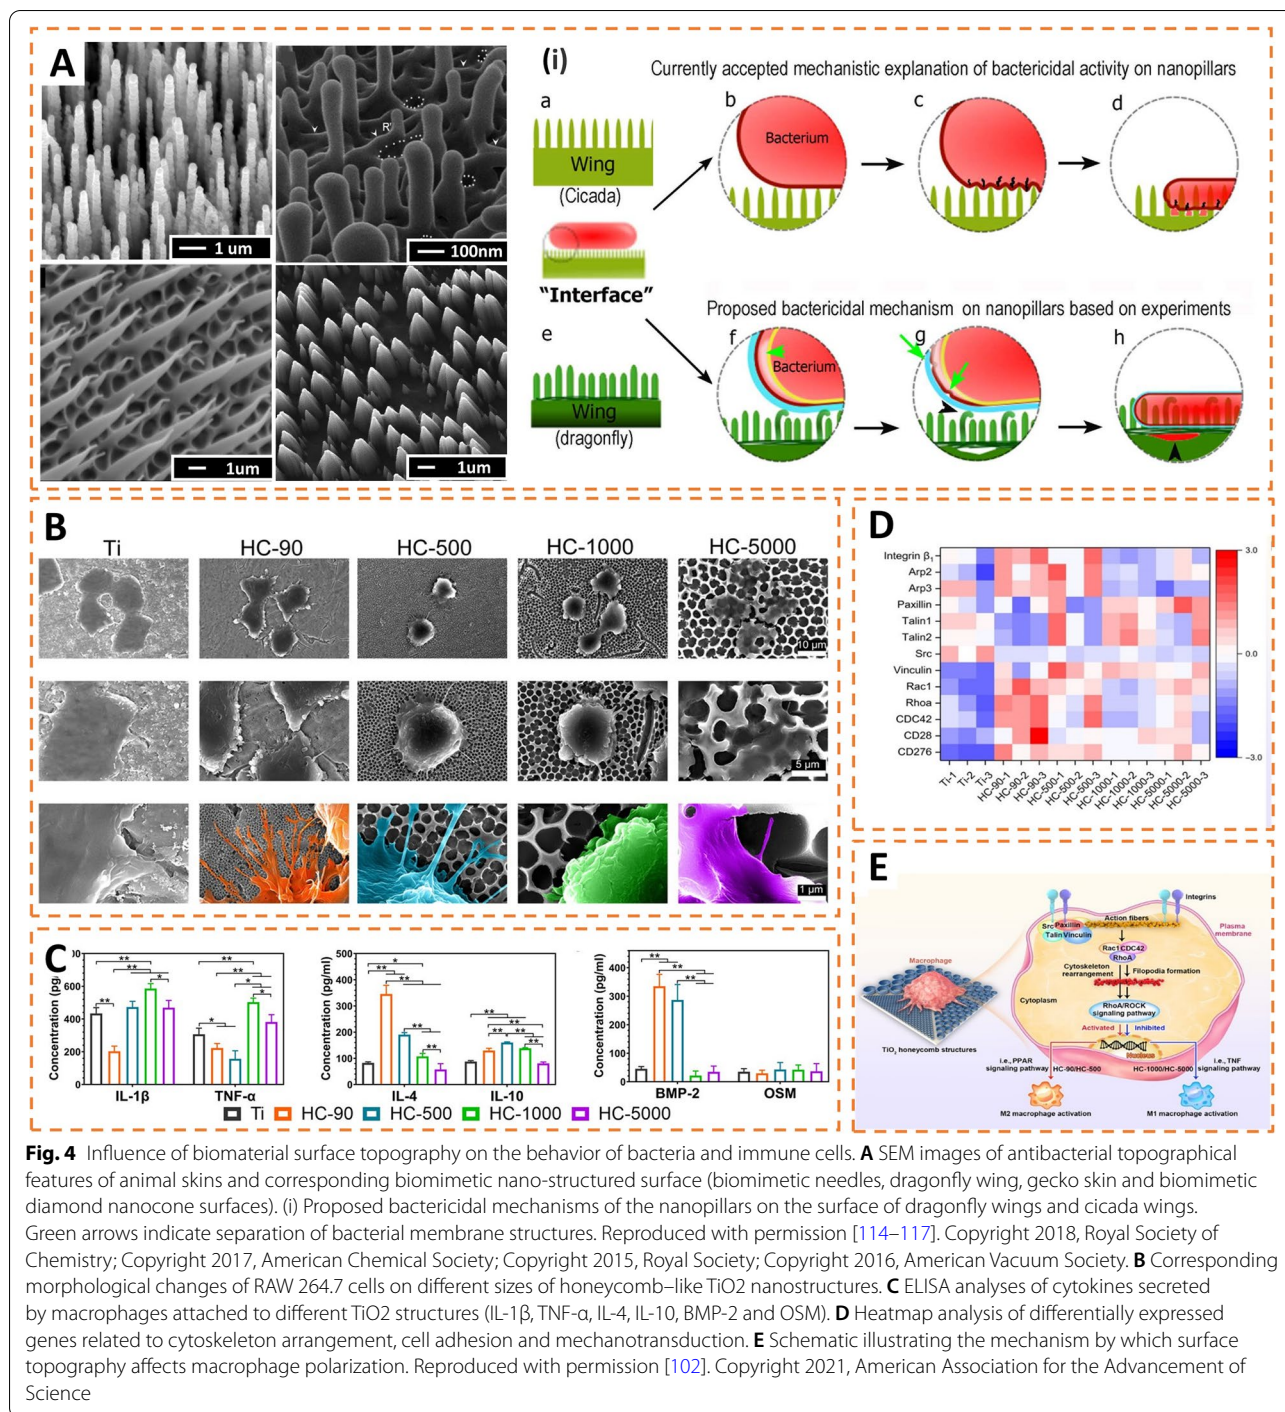 A
1 um
R'
100nm
1um
1um
(i)
Currently accepted mechanistic explanation of bactericidal activity on nanopillars
a
b
c
d
Wing
(Cicada)
Bacterium
"Interface"
Proposed bactericidal mechanism on nanopillars based on experiments
e
f
g
h
Wing
(dragonfly)
Bacterium
B
Ti
HC-90
HC-500
HC-1000
HC-5000
10 μm
5 μm
1 μm
C
Concentration (pg/
600
400
200
0
** ** ** * **
** ** * ** * *
IL-1β
TNF-α
Concentration (pg/ml)
500
400
300
200
100
0
IL-4
IL-10
Concentration (pg/ml)
400
300
200
100
0
** ** **
BMP-2
OSM
Ti
HC-90
HC-500
HC-1000
HC-5000
D
Integrin β1
Arp2
Arp3
Paxillin
Talin1
Talin2
Src
Vinculin
Rac1
Rhoa
CDC42
CD28
CD276
Ti-1
Ti-2
Ti-3
HC-90-1
HC-90-2
HC-90-3
HC-500-1
HC-500-2
HC-500-3
HC-1000-1
HC-1000-2
HC-1000-3
HC-5000-1
HC-5000-2
HC-5000-3
3.0
0.0
−3.0
E
Integrins
Action fibers
Src
Paxillin
Talin
Vinculin
Plasma
membrane
Rac1 CDC42
RhoA
Macrophage
Cytoskeleton
rearrangement
Filopodia formation
Cytoplasm
RhoA/ROCK
signaling pathway
Activated
Inhibited
TiO2 honeycomb structures
Nucleus
i.e., PPAR
signaling pathway
HC-90/HC-500
HC-1000/HC-5000
i.e., TNF
signaling pathway
M2 macrophage activation
M1 macrophage activation
Fig. 4 Influence of biomaterial surface topography on the behavior of bacteria and immune cells. A SEM images of antibacterial topographical
features of animal skins and corresponding biomimetic nano-structured surface (biomimetic needles, dragonfly wing, gecko skin and biomimetic
diamond nanocone surfaces). (i) Proposed bactericidal mechanisms of the nanopillars on the surface of dragonfly wings and cicada wings.
Green arrows indicate separation of bacterial membrane structures. Reproduced with permission [114–117]. Copyright 2018, Royal Society of
Chemistry; Copyright 2017, American Chemical Society; Copyright 2015, Royal Society; Copyright 2016, American Vacuum Society. B Corresponding
morphological changes of RAW 264.7 cells on different sizes of honeycomb–like TiO2 nanostructures. C ELISA analyses of cytokines secreted
by macrophages attached to different TiO2 structures (IL-1β, TNF-α, IL-4, IL-10, BMP-2 and OSM). D Heatmap analysis of differentially expressed
genes related to cytoskeleton arrangement, cell adhesion and mechanotransduction. E Schematic illustrating the mechanism by which surface
topography affects macrophage polarization. Reproduced with permission [102]. Copyright 2021, American Association for the Advancement of
Science